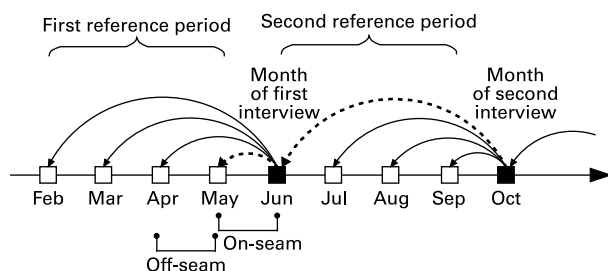 First reference period
Second reference period
Month
of first
interview
Month
of second
interview
Feb Mar Apr May Jun Jul Aug Sep Oct
On-seam
Off-seam